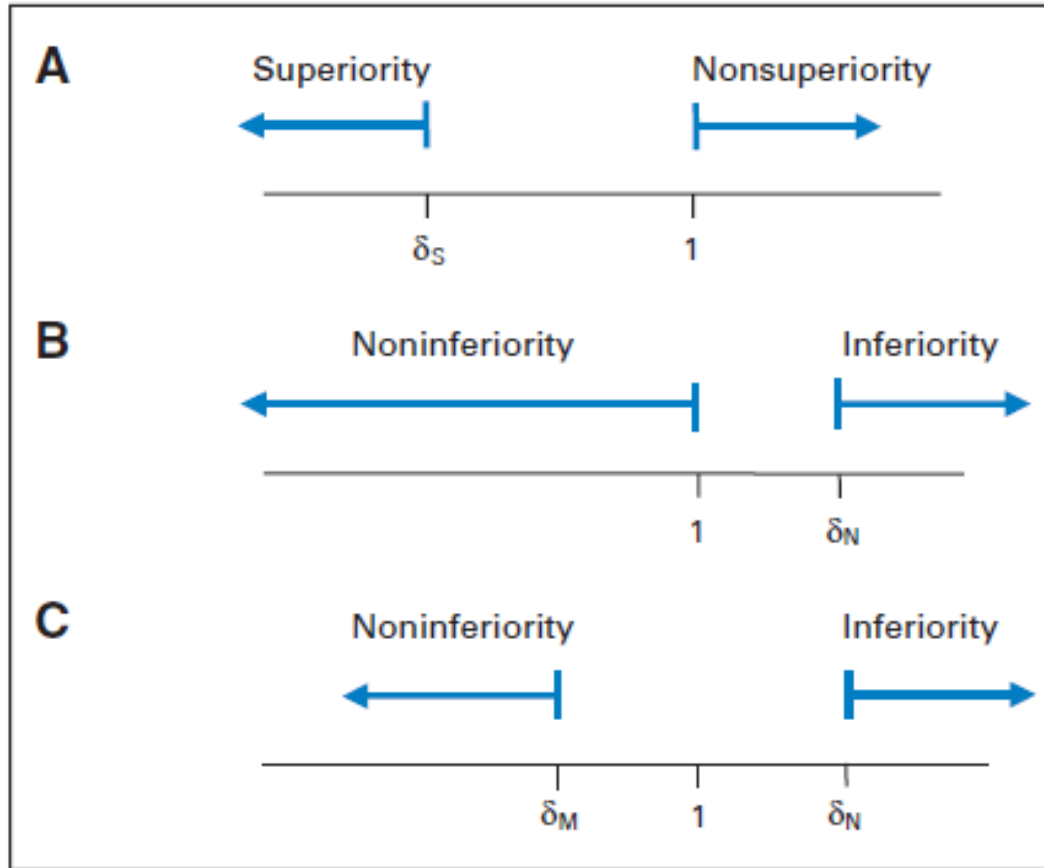 A
Superiority Nonsuperiority
δS 1
B
Noninferiority Inferiority
1 δN
C
Noninferiority Inferiority
δM 1 δN